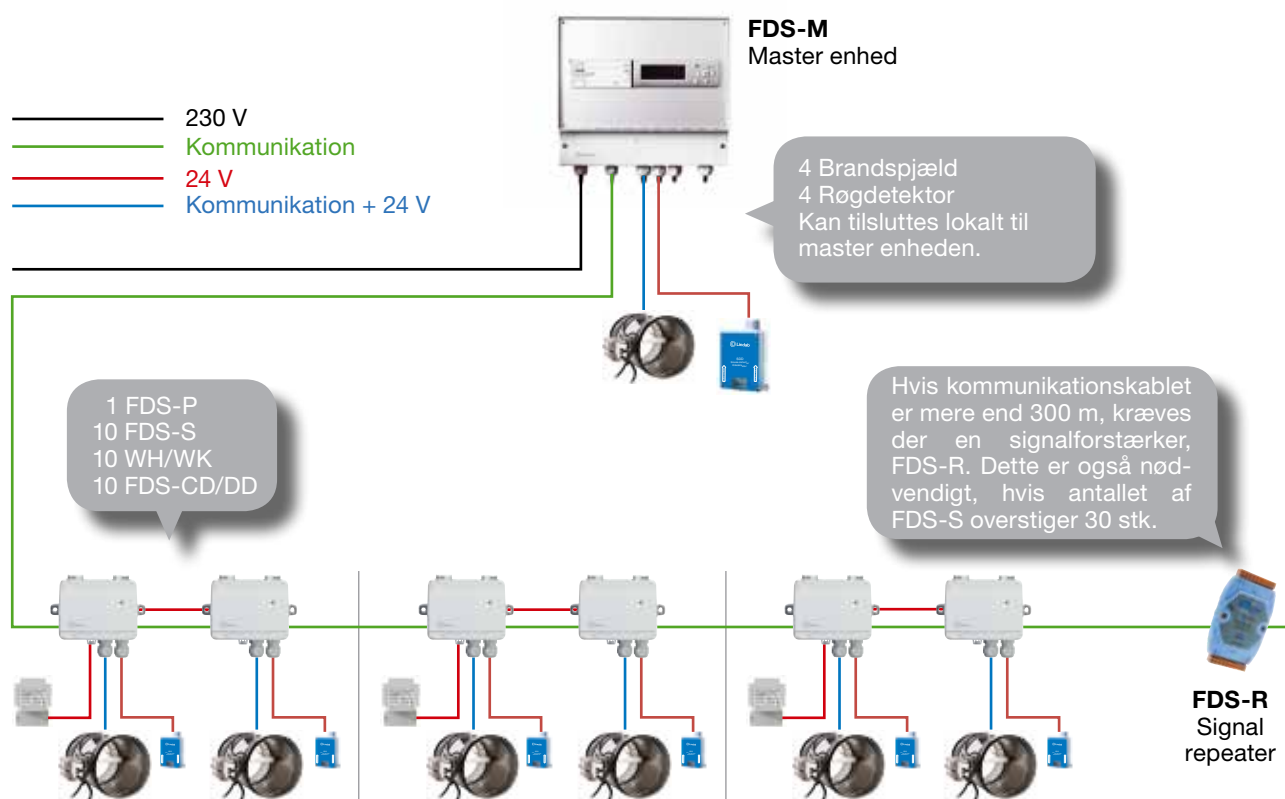 FDS-M
Master enhed
230 V
Kommunikation
24 V
Kommunikation + 24 V
4 Brandspjæld
4 Røgdetektor
Kan tilsluttes lokalt til
master enheden.
Lindab
1 FDS-P
10 FDS-S
10 WH/WK
10 FDS-CD/DD
Hvis kommunikationskablet
er mere end 300 m, kræves
der en signalforstærker,
FDS-R. Dette er også nød-
vendigt, hvis antallet af
FDS-S overstiger 30 stk.
FDS-R
Signal
repeater